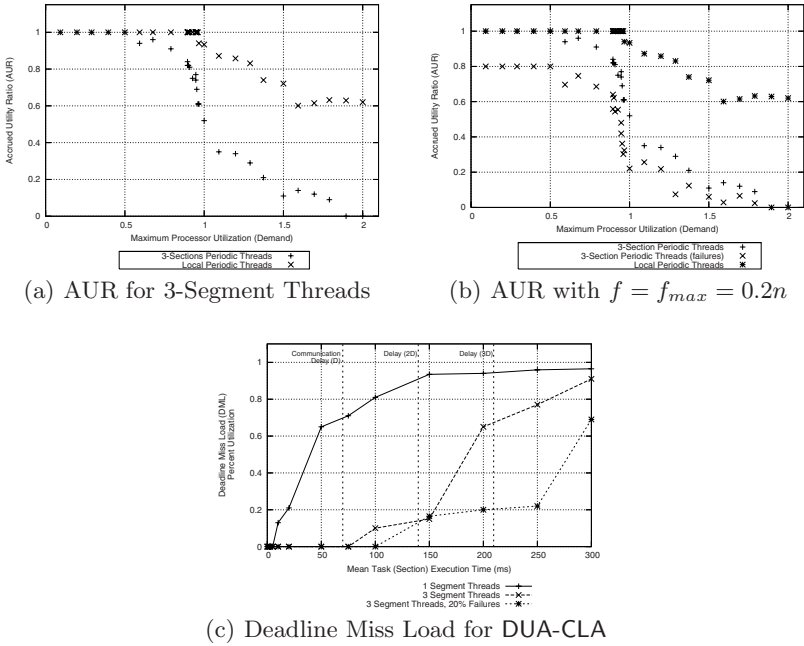 1
0.8
0.6
0.4
0.2
0
Accrued Utility Ratio (AUR)
0 0.5 1 1.5 2
Maximum Processor Utilization (Demand)
3-Sections Periodic Threads
Local Periodic Threads
(a) AUR for 3-Segment Threads
1
0.8
0.6
0.4
0.2
0
Accrued Utility Ratio (AUR)
0 0.5 1 1.5 2
Maximum Processor Utilization (Demand)
3-Section Periodic Threads
3-Section Periodic Threads (failures)
Local Periodic Threads
(b) AUR with f = fmax = 0.2n
Communication
Delay (D)
Delay (2D)
Delay (3D)
1
0.8
0.6
0.4
0.2
0
Deadline Miss Load (DML)
Percent Utilization
0 50 100 150 200 250 300
Mean Task (Section) Execution Time (ms)
1 Segment Threads
3 Segment Threads
3 Segment Threads, 20% Failures
(c) Deadline Miss Load for DUA-CLA